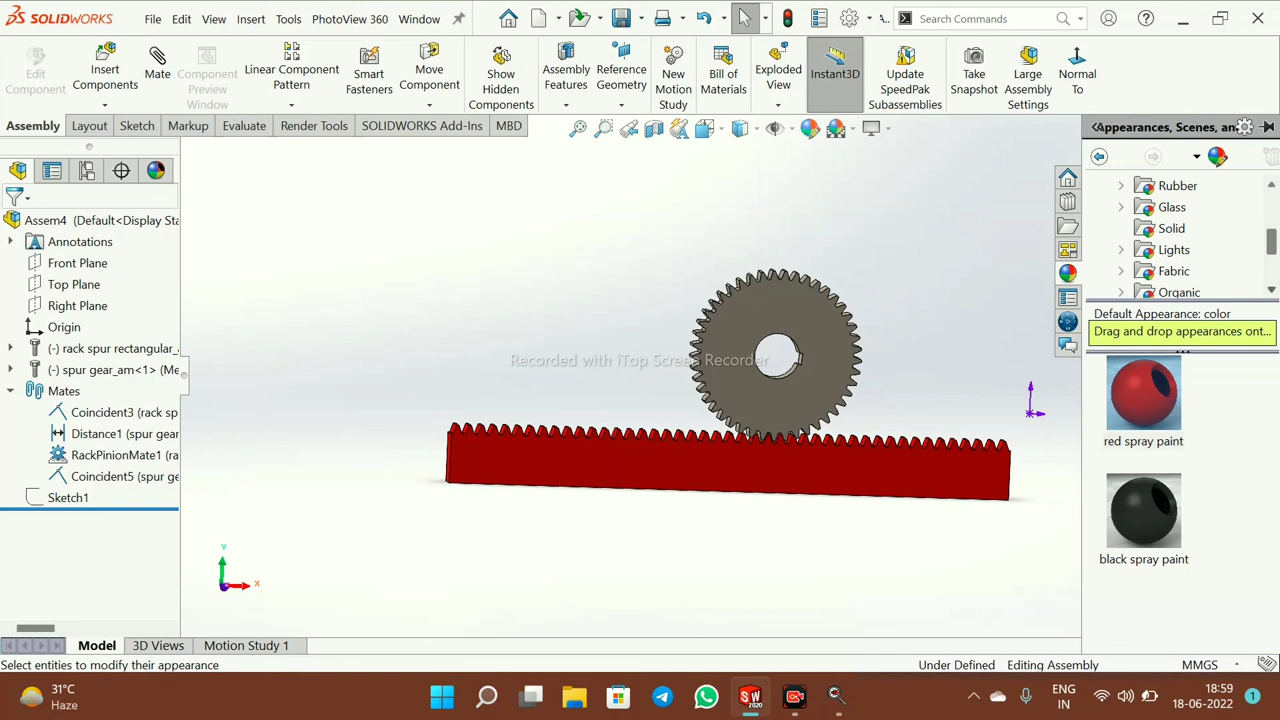 SOLIDWORKS File Edit View Insert Tools PhotoView 360 Window A... Search Commands
Edit Component
Insert Components
Mate
Component Preview Window
Linear Component Pattern
Smart Fasteners
Move Component
Show Hidden Components
Assembly Features
Reference Geometry
New Motion Study
Bill of Materials
Exploded View
Instant3D
Update SpeedPak Subassemblies
Take Snapshot
Large Assembly Settings
Normal To
Assembly Layout Sketch Markup Evaluate Render Tools SOLIDWORKS Add-Ins MBD
Appearances, Scenes, an
Assem4 (Default<Display Sta
Annotations
Front Plane
Top Plane
Right Plane
Origin
(-) rack spur rectangular_
(-) spur gear_am<1> (Me
Mates
Coincident3 (rack sp
Distance1 (spur gear
RackPinionMate1 (ra
Coincident5 (spur ge
Sketch1
Recorded with iTop Screen Recorder
Y
X
Rubber
Glass
Solid
Lights
Fabric
Organic
Default Appearance: color
Drag and drop appearances ont...
red spray paint
black spray paint
Model 3D Views Motion Study 1
Select entities to modify their appearance Under Defined Editing Assembly MMGS
31°C
Haze
SW
2020
ENG
IN
18:59
18-06-2022
1